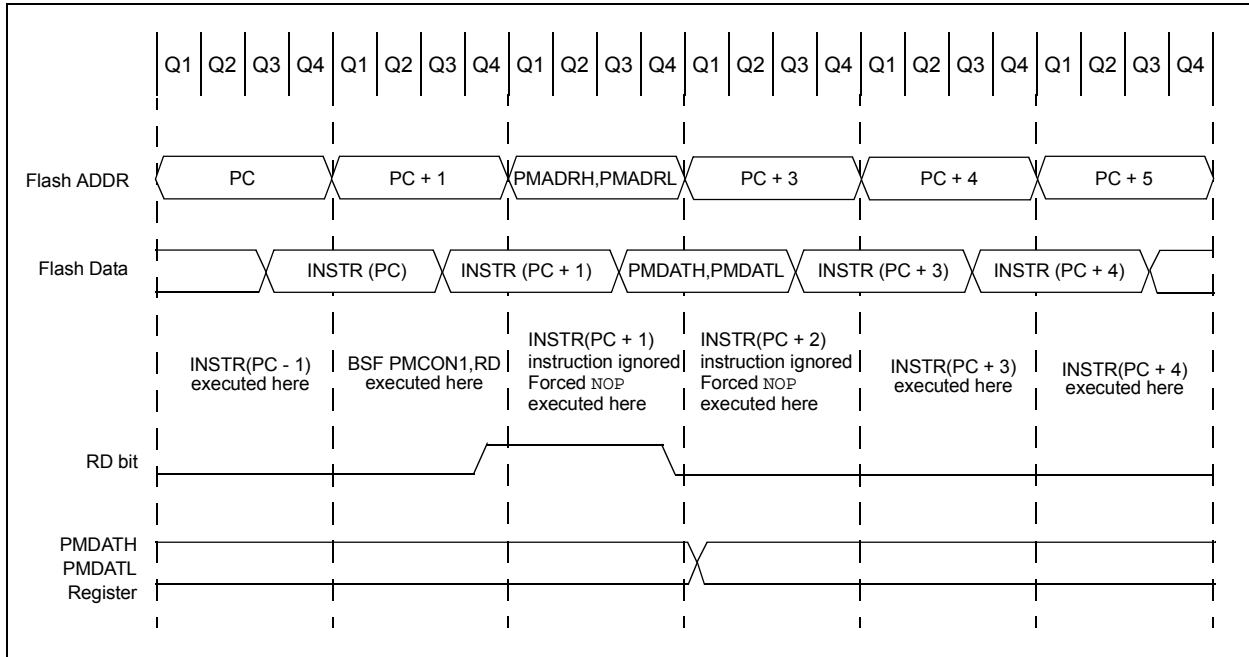 Q1 Q2 Q3 Q4 Q1 Q2 Q3 Q4 Q1 Q2 Q3 Q4 Q1 Q2 Q3 Q4 Q1 Q2 Q3 Q4 Q1 Q2 Q3 Q4
Flash ADDR PC PC + 1 PMADRH,PMADRL PC + 3 PC + 4 PC + 5
Flash Data INSTR (PC) INSTR (PC + 1) PMDATH,PMDATL INSTR (PC + 3) INSTR (PC + 4)
INSTR(PC - 1)
executed here
BSF PMCON1,RD
executed here
INSTR(PC + 1)
instruction ignored
Forced NOP
executed here
INSTR(PC + 2)
instruction ignored
Forced NOP
executed here
INSTR(PC + 3)
executed here
INSTR(PC + 4)
executed here
RD bit
PMDATH
PMDATL
Register